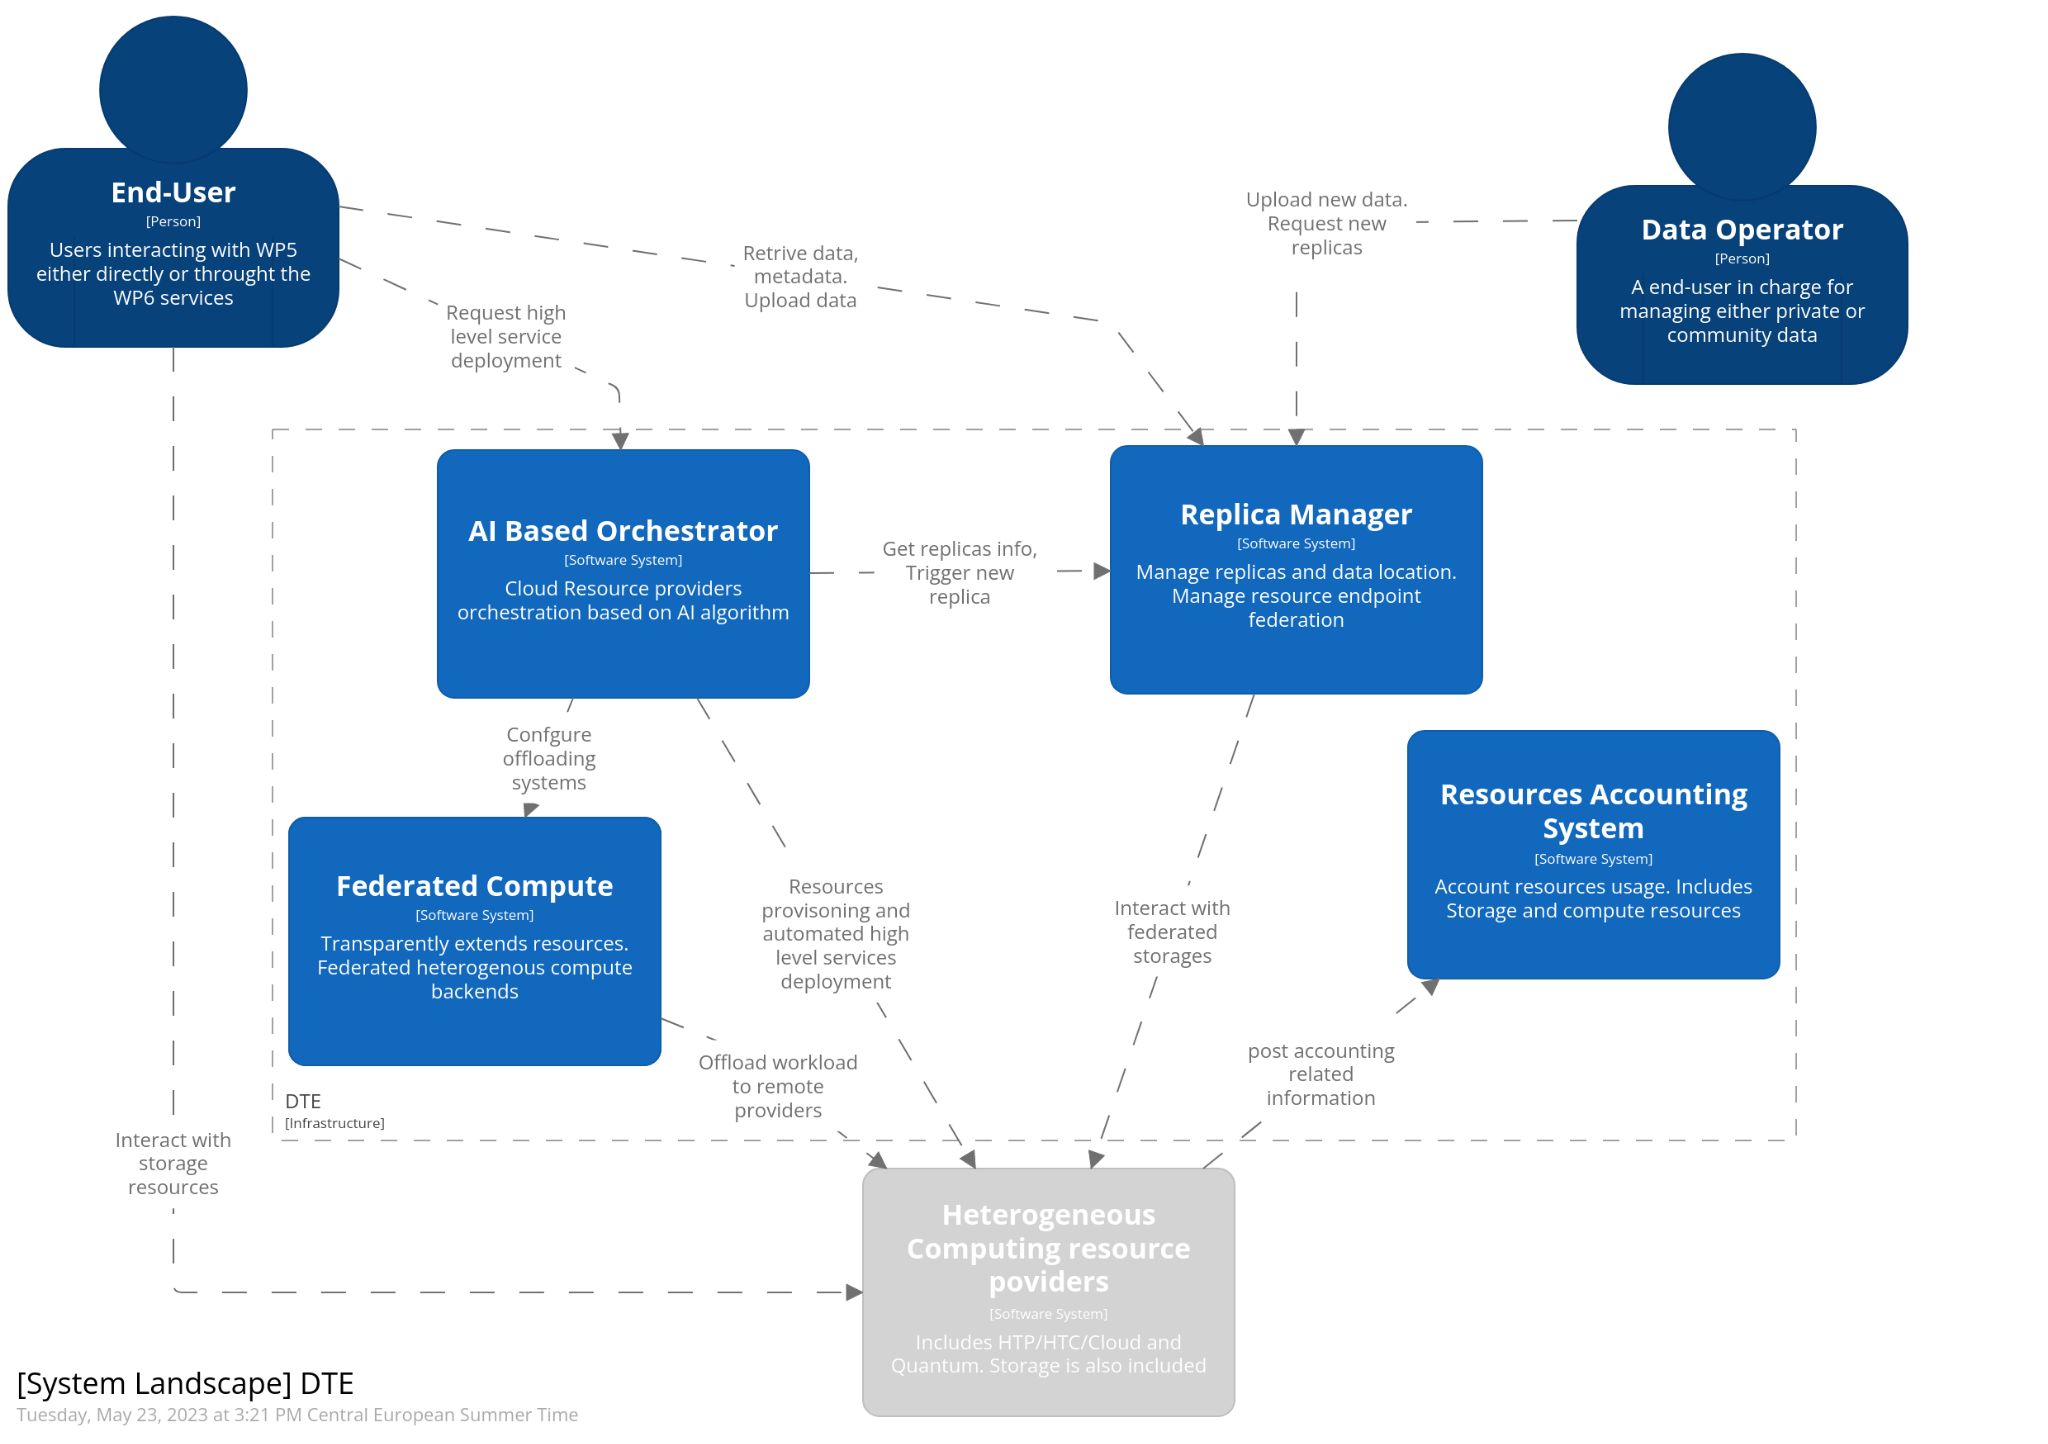 End-User
[Person]
Users interacting with WP5
either directly or throught the
WP6 services
Data Operator
[Person]
A end-user in charge for
managing either private or
community data
Upload new data.
Request new
replicas
Retrive data,
metadata.
Upload data
Request high
level service
deployment
AI Based Orchestrator
[Software System]
Cloud Resource providers
orchestration based on AI algorithm
Get replicas info,
Trigger new
replica
Replica Manager
[Software System]
Manage replicas and data location.
Manage resource endpoint
federation
Confgure
offloading
systems
Resources Accounting
System
[Software System]
Account resources usage. Includes
Storage and compute resources
Federated Compute
[Software System]
Transparently extends resources.
Federated heterogenous compute
backends
Resources
provisoning and
automated high
level services
deployment
Interact with
federated
storages
Offload workload
to remote
providers
post accounting
related
information
DTE
[Infrastructure]
Interact with
storage
resources
Heterogeneous
Computing resource
poviders
[Software System]
Includes HTP/HTC/Cloud and
Quantum. Storage is also included
[System Landscape] DTE
Tuesday, May 23, 2023 at 3:21 PM Central European Summer Time